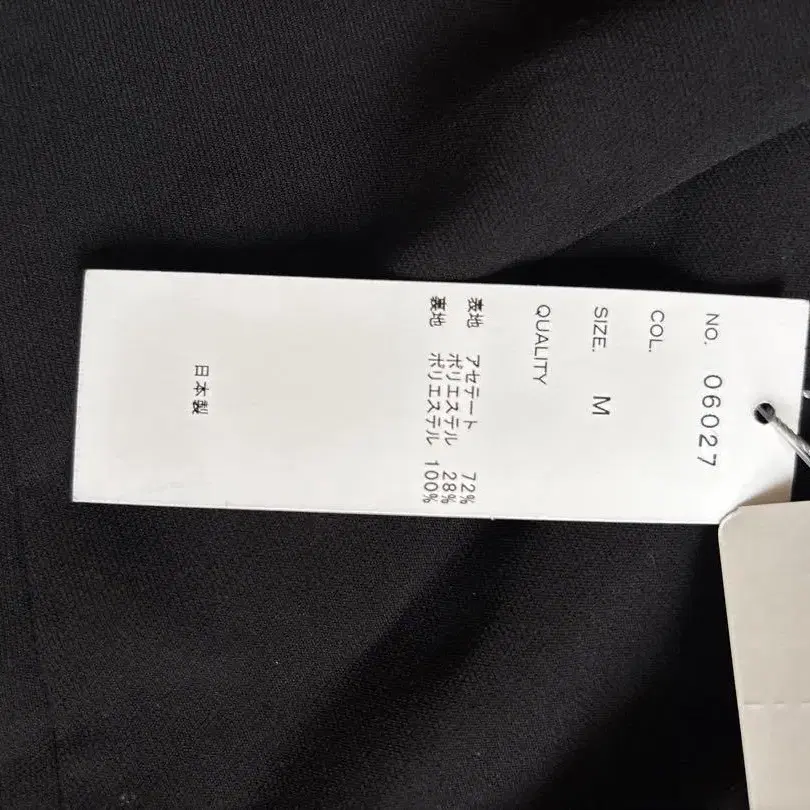 NO. 06027
COL.
SIZE. M
QUALITY
表地 アセテート 72%
ポリエステル 28%
裏地 ポリエステル 100%
日本製